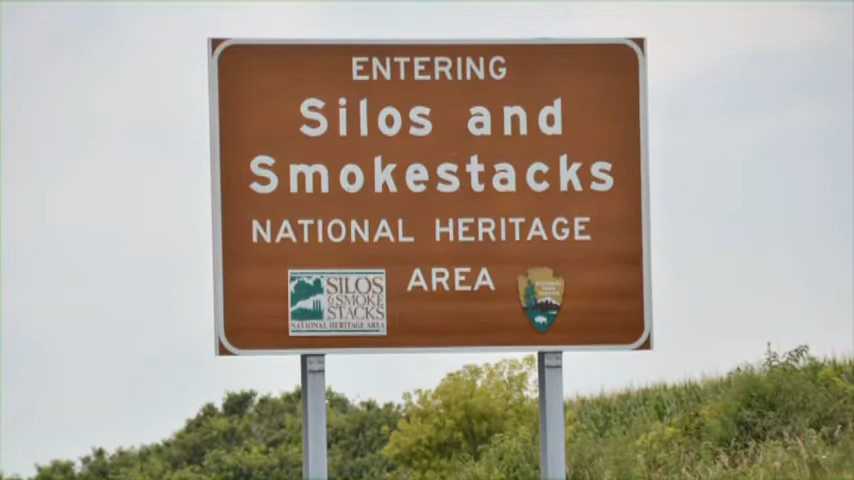 ENTERING
Silos and
Smokestacks
NATIONAL HERITAGE
AREA
SILOS
& SMOKE
STACKS
NATIONAL HERITAGE AREA